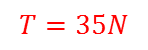 T = 35N